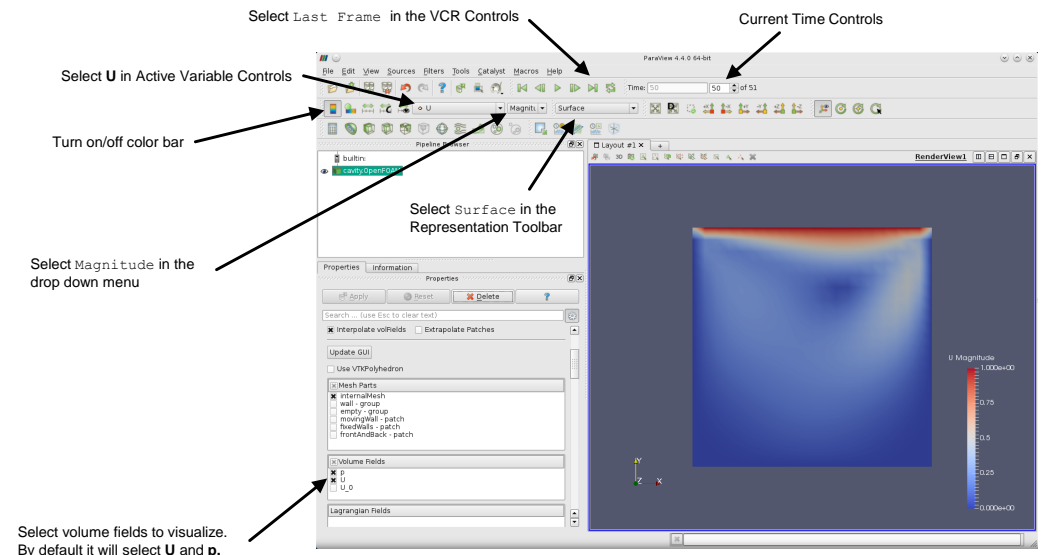 Select Last Frame in the VCR Controls
Current Time Controls
Select U in Active Variable Controls
Turn on/off color bar
Select Surface in the
Representation Toolbar
Select Magnitude in the
drop down menu
Select volume fields to visualize.
By default it will select U and p.
ParaView 4.4.0 64-bit
File Edit View Sources Filters Tools Catalyst Macros Help
Time: 50 50 of 51
U Magnitu Surface
3D
Pipeline Browser
builtin:
cavity.OpenFOAM
Layout #1 × +
RenderView1
Properties Information
Properties
Apply Reset Delete ?
Search ... (use Esc to clear text)
Interpolate volFields Extrapolate Patches
Update GUI
Use VTKPolyhedron
Mesh Parts
internalMesh
wall - group
empty - group
movingWall - patch
fixedWalls - patch
frontAndBack - patch
Volume Fields
p
U
U_0
Lagrangian Fields
U Magnitude
1.000e+00
0.75
0.5
0.25
0.000e+00
Y
Z X